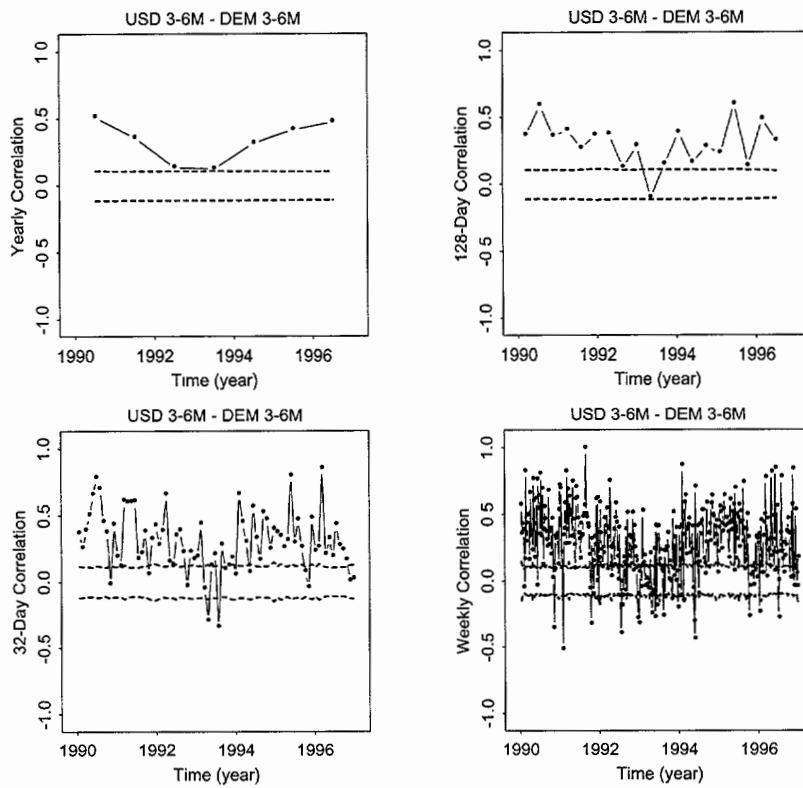 USD 3-6M - DEM 3-6M
Yearly Correlation
1.0
0.5
0.0
-0.5
-1.0
1990 1992 1994 1996
Time (year)
USD 3-6M - DEM 3-6M
128-Day Correlation
1.0
0.5
0.0
-0.5
-1.0
1990 1992 1994 1996
Time (year)
USD 3-6M - DEM 3-6M
32-Day Correlation
1.0
0.5
0.0
-0.5
-1.0
1990 1992 1994 1996
Time (year)
USD 3-6M - DEM 3-6M
Weekly Correlation
1.0
0.5
0.0
-0.5
-1.0
1990 1992 1994 1996
Time (year)